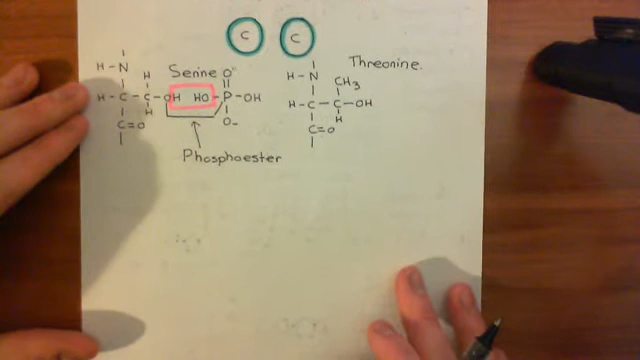 C C
Serine
Threonine.
H-N
H
O⁻
H-C-C-OH HO-P-OH
H
C=O
O-
Phosphoester
H-N
CH3
H-C-C-OH
H
C=O